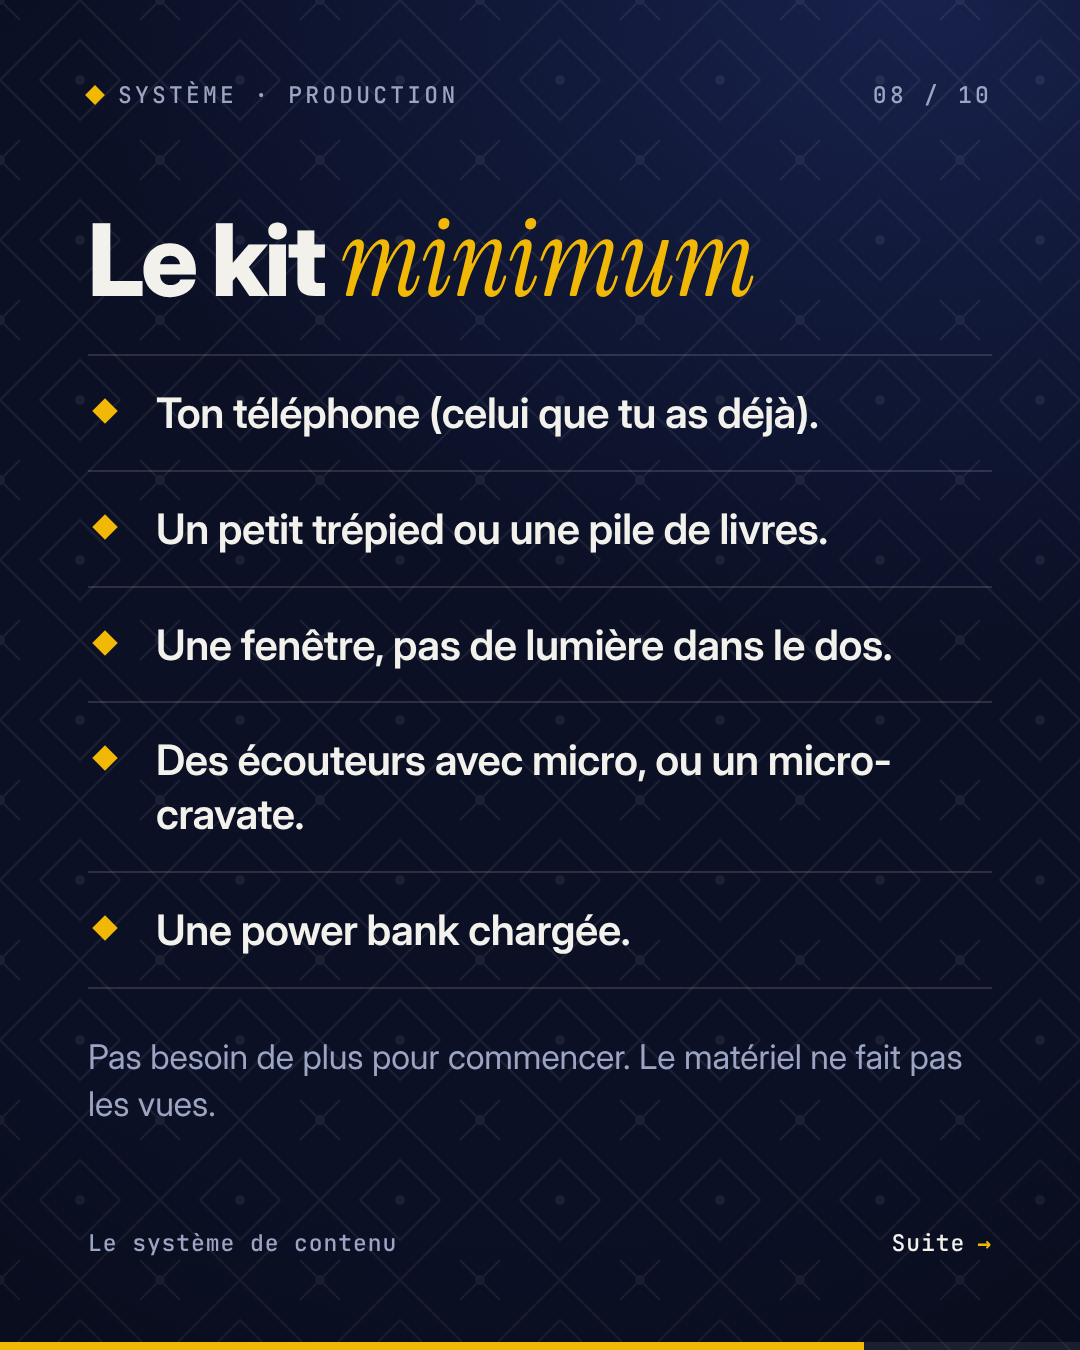 SYSTÈME · PRODUCTION
08 / 10
Le kit minimum
Ton téléphone (celui que tu as déjà).
Un petit trépied ou une pile de livres.
Une fenêtre, pas de lumière dans le dos.
Des écouteurs avec micro, ou un micro-
cravate.
Une power bank chargée.
Pas besoin de plus pour commencer. Le matériel ne fait pas
les vues.
Le système de contenu
Suite →